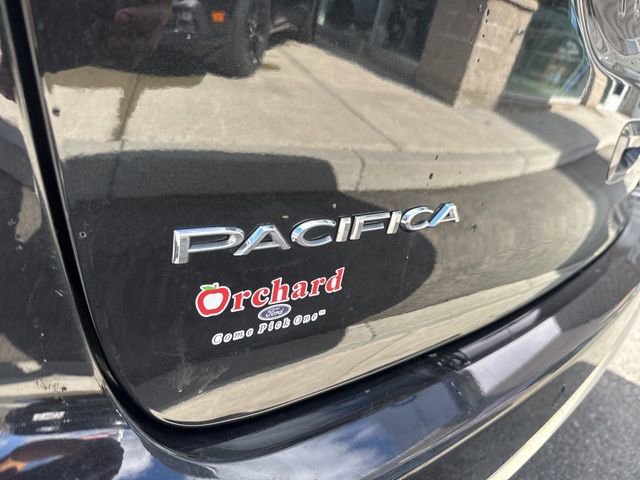 PACIFICA
Orchard
Ford
Come Pick One™